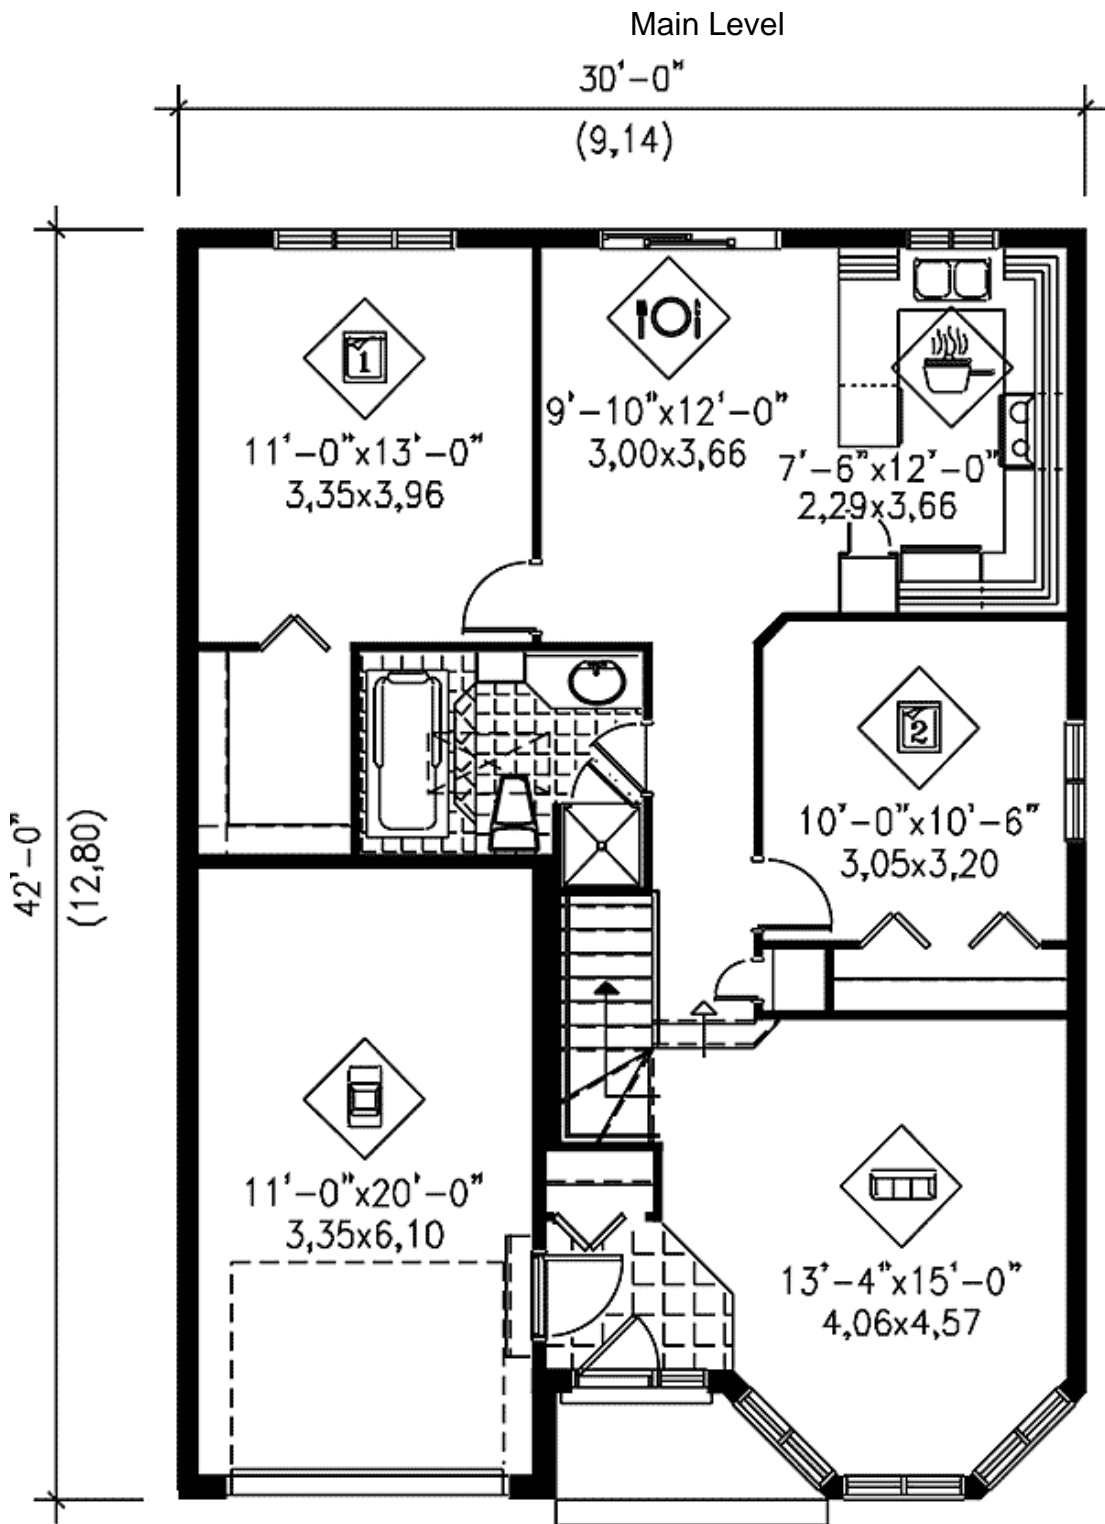 Main Level
30'-0"
(9,14)
1
9'-10"x12'-0"
3,00x3,66
11'-0"x13'-0"
3,35x3,96
7'-6"x12'-0"
2,29x3,66
2
10'-0"x10'-6"
3,05x3,20
42'-0"
(12,80)
11'-0"x20'-0"
3,35x6,10
13'-4"x15'-0"
4,06x4,57